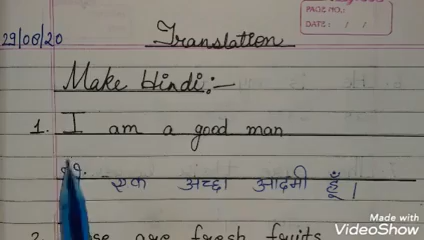 PAGE NO.:
DATE: / /
29/08/20
Translation
Make Hindi:-
1. I am a good man
एक अच्छा आदमी हूँ।
are fresh fruits
Made with
VideoShow